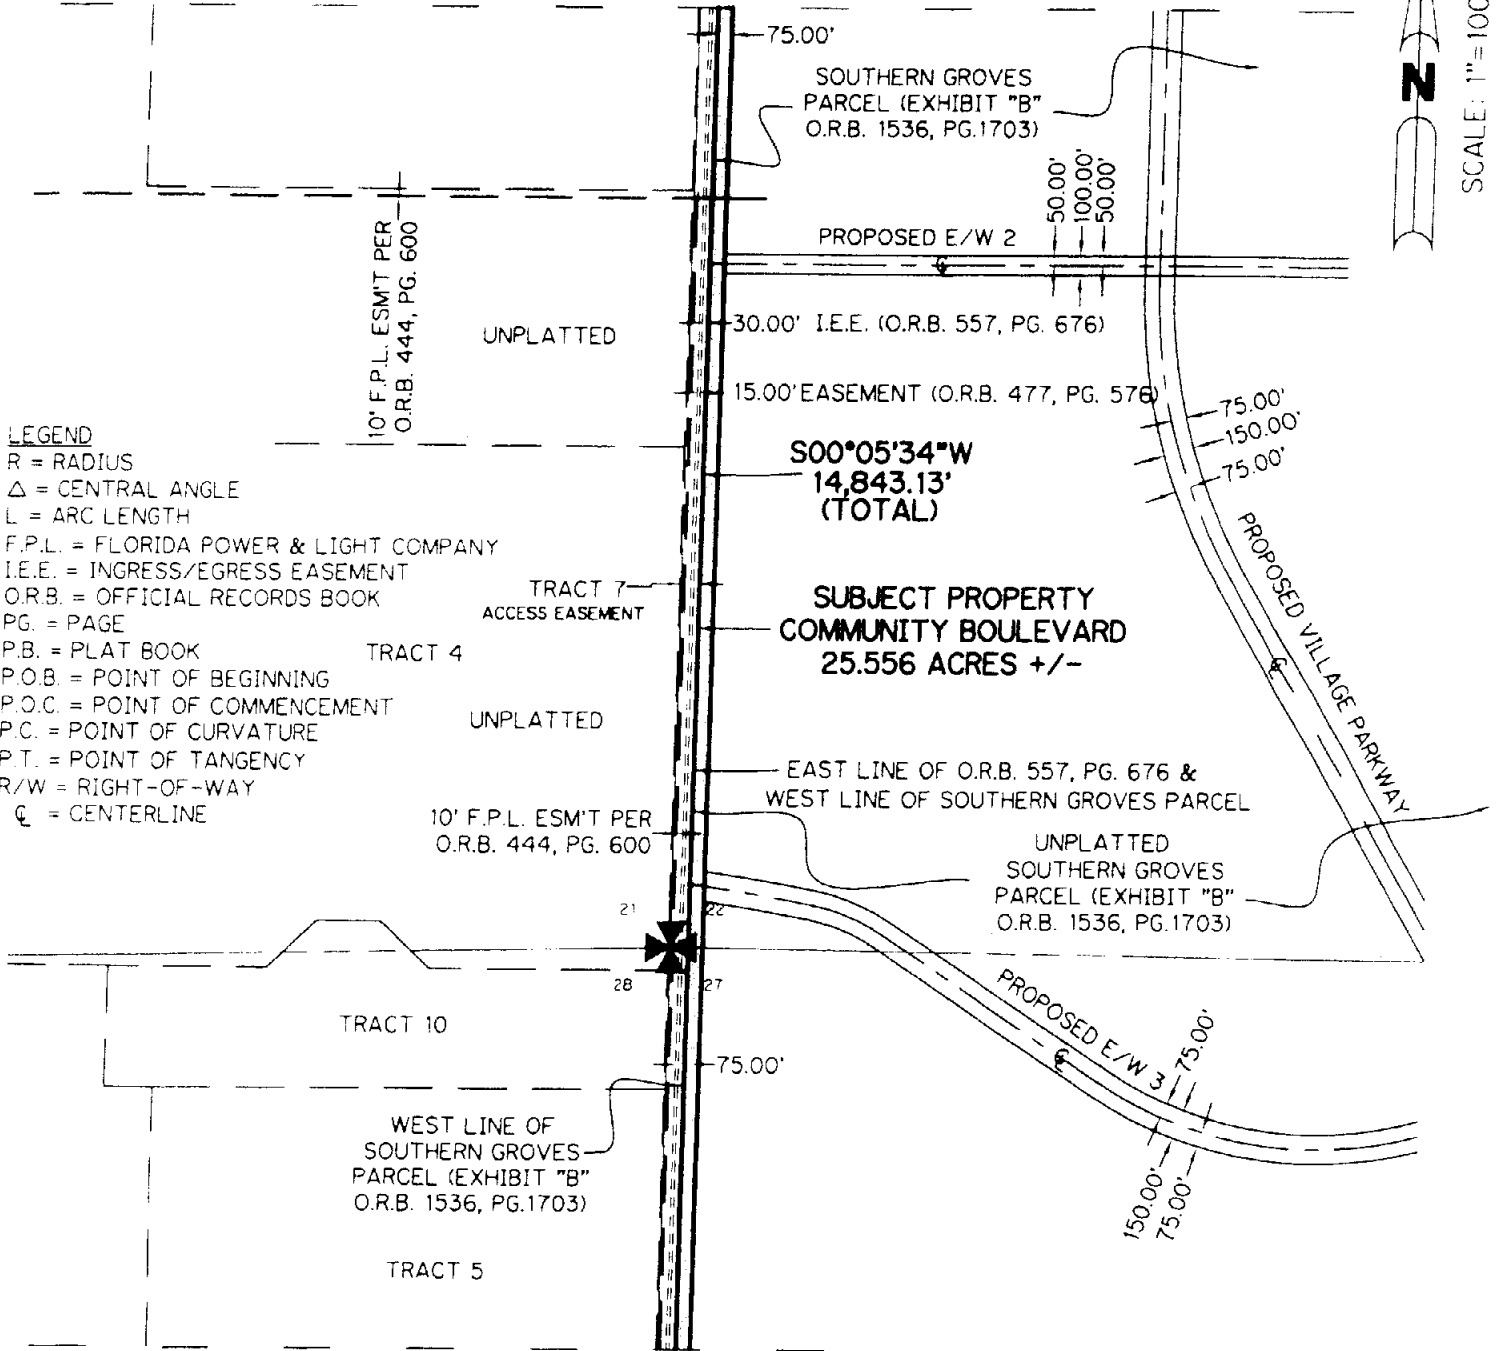 75.00'
SOUTHERN GROVES
PARCEL (EXHIBIT "B"
O.R.B. 1536, PG.1703)
N
SCALE: 1"=100
50.00'
100.00'
50.00'
PROPOSED E/W 2
10' F.P.L. ESM'T PER
O.R.B. 444, PG. 600
UNPLATTED
30.00' I.E.E. (O.R.B. 557, PG. 676)
15.00' EASEMENT (O.R.B. 477, PG. 576)
75.00'
150.00'
75.00'
LEGEND
R = RADIUS
Δ = CENTRAL ANGLE
L = ARC LENGTH
F.P.L. = FLORIDA POWER & LIGHT COMPANY
I.E.E. = INGRESS/EGRESS EASEMENT
O.R.B. = OFFICIAL RECORDS BOOK
PG. = PAGE
P.B. = PLAT BOOK
P.O.B. = POINT OF BEGINNING
P.O.C. = POINT OF COMMENCEMENT
P.C. = POINT OF CURVATURE
P.T. = POINT OF TANGENCY
R/W = RIGHT-OF-WAY
℄ = CENTERLINE
S00°05'34"W
14,843.13'
(TOTAL)
TRACT 7
ACCESS EASEMENT
TRACT 4
SUBJECT PROPERTY
COMMUNITY BOULEVARD
25.556 ACRES +/-
PROPOSED VILLAGE PARKWAY
℄
℄
UNPLATTED
EAST LINE OF O.R.B. 557, PG. 676 &
WEST LINE OF SOUTHERN GROVES PARCEL
10' F.P.L. ESM'T PER
O.R.B. 444, PG. 600
UNPLATTED
SOUTHERN GROVES
PARCEL (EXHIBIT "B"
O.R.B. 1536, PG.1703)
21
22
28
27
TRACT 10
PROPOSED E/W 3
℄
75.00'
75.00'
150.00'
75.00'
WEST LINE OF
SOUTHERN GROVES
PARCEL (EXHIBIT "B"
O.R.B. 1536, PG.1703)
TRACT 5